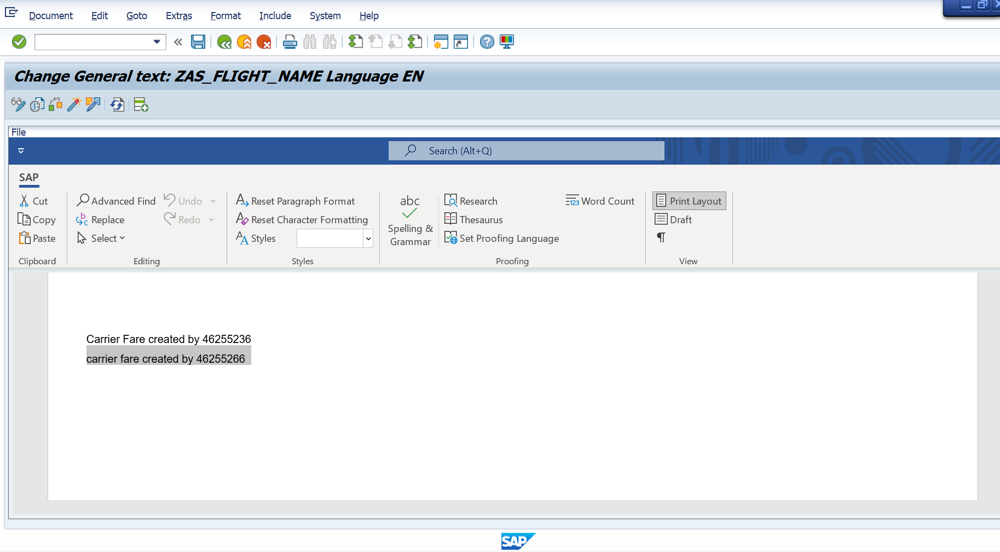 Document Edit Goto Extras Format Include System Help
Change General text: ZAS_FLIGHT_NAME Language EN
File
Search (Alt+Q)
SAP
Cut
Copy
Paste
Clipboard
Advanced Find
Replace
Select
Undo
Redo
Editing
Reset Paragraph Format
Reset Character Formatting
Styles
Styles
abc
Spelling &
Grammar
Research
Thesaurus
Set Proofing Language
123 Word Count
Proofing
Print Layout
Draft
¶
View
Carrier Fare created by 46255236
carrier fare created by 46255266
SAP